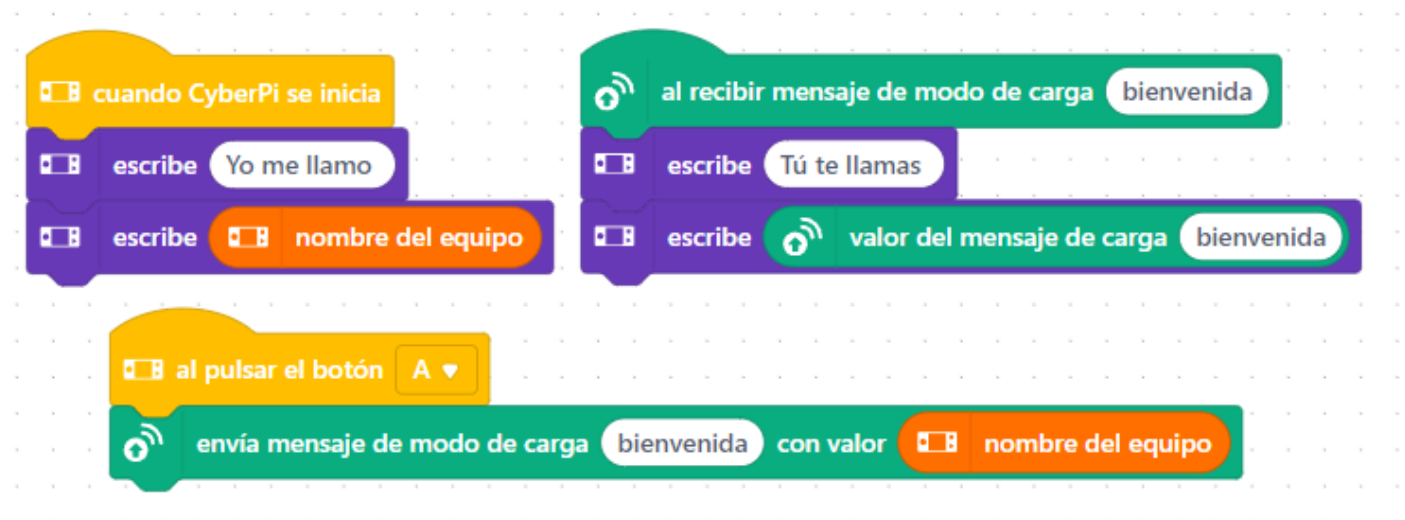 cuando CyberPi se inicia
escribe Yo me llamo
escribe nombre del equipo
al recibir mensaje de modo de carga bienvenida
escribe Tú te llamas
escribe valor del mensaje de carga bienvenida
al pulsar el botón A
envía mensaje de modo de carga bienvenida con valor nombre del equipo